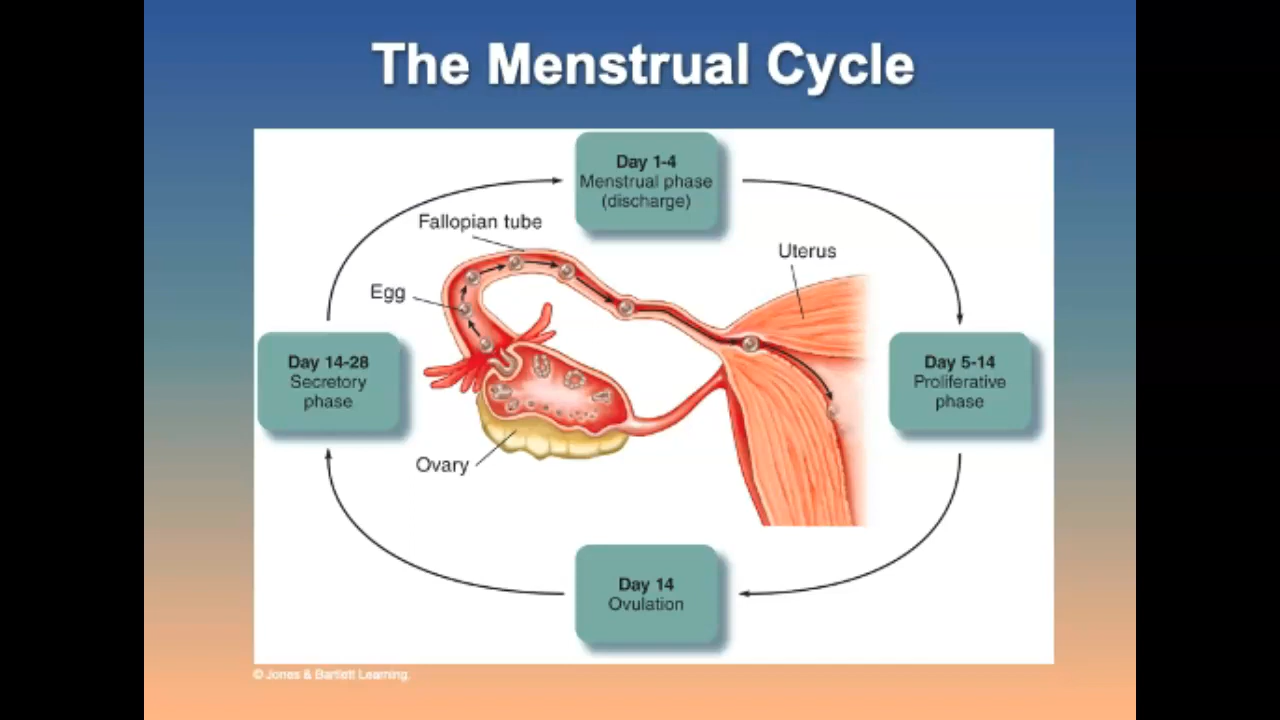 The Menstrual Cycle
Day 1-4
Menstrual phase
(discharge)
Fallopian tube
Uterus
Egg
Day 14-28
Secretory
phase
Day 5-14
Proliferative
phase
Ovary
Day 14
Ovulation
© Jones & Bartlett Learning.